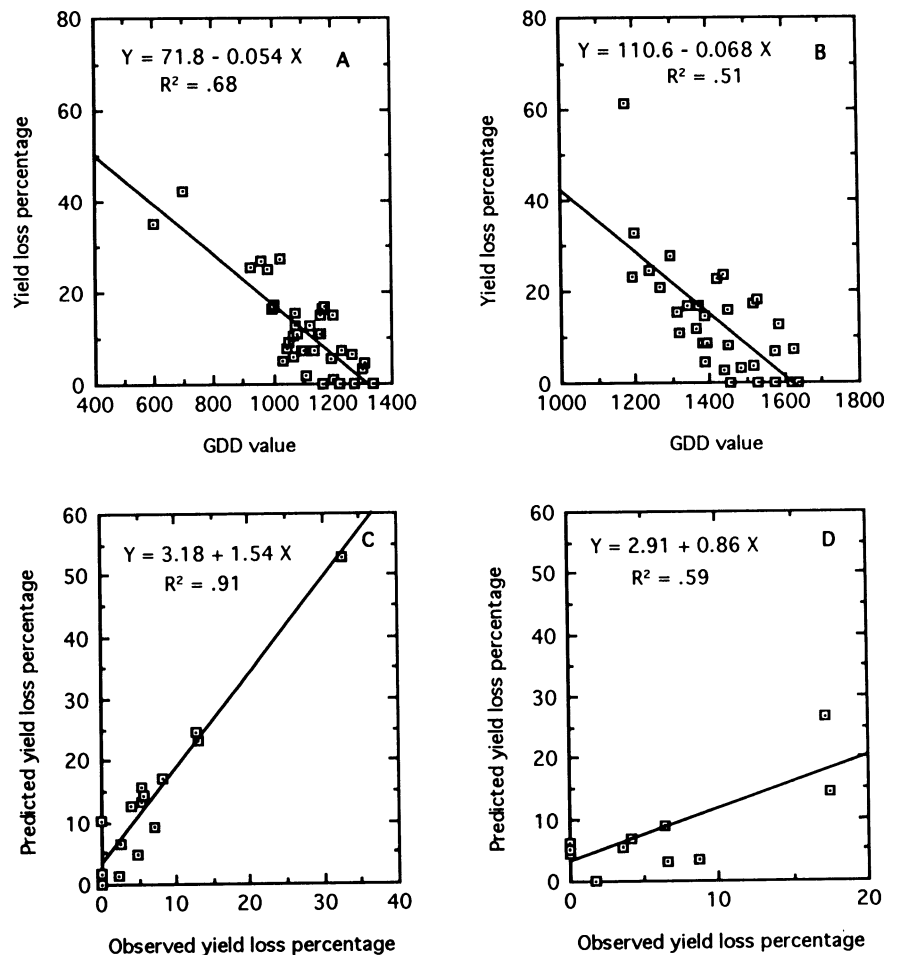 80
60
40
20
0
Yield loss percentage
Y = 71.8 - 0.054 X
R² = .68
A
400 600 800 1000 1200 1400
GDD value
80
60
40
20
0
Yield loss percentage
Y = 110.6 - 0.068 X
R² = .51
B
1000 1200 1400 1600 1800
GDD value
60
50
40
30
20
10
0
Predicted yield loss percentage
Y = 3.18 + 1.54 X
R² = .91
C
0 10 20 30 40
Observed yield loss percentage
60
50
40
30
20
10
0
Predicted yield loss percentage
Y = 2.91 + 0.86 X
R² = .59
D
0 10 20
Observed yield loss percentage